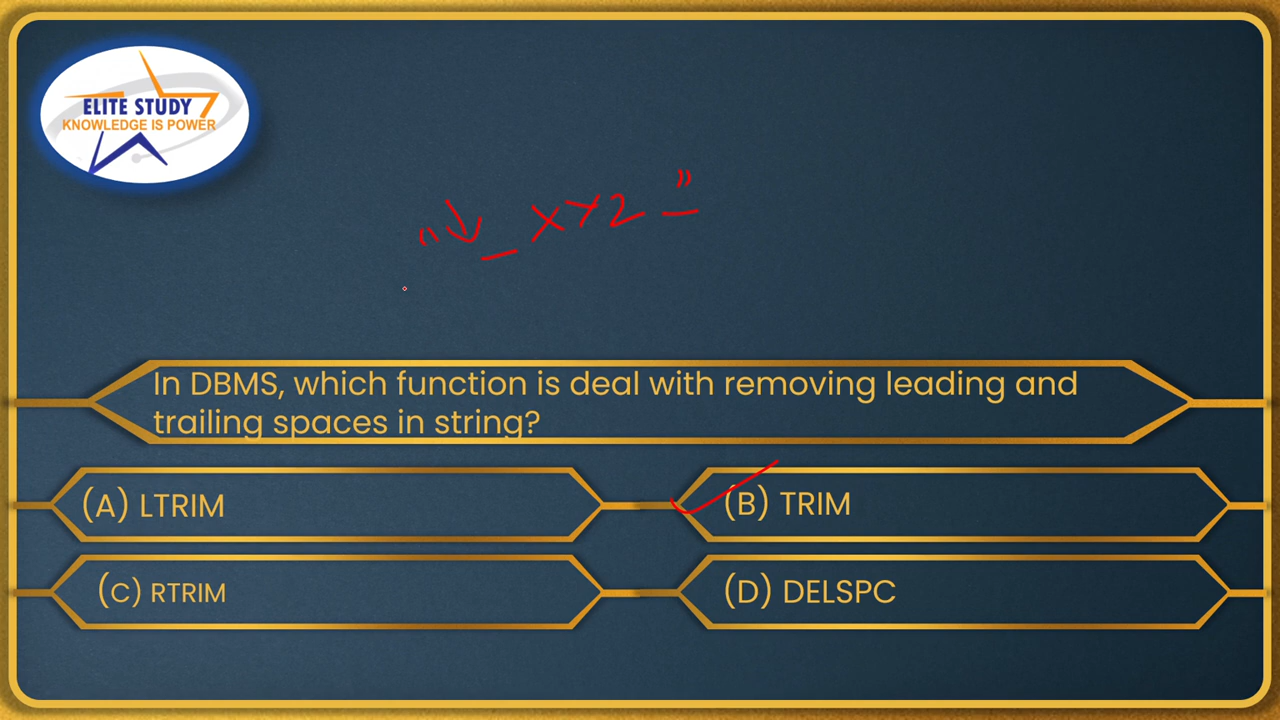 ELITE STUDY
KNOWLEDGE IS POWER
" _ XYZ _ "
In DBMS, which function is deal with removing leading and
trailing spaces in string?
(A) LTRIM
(B) TRIM
(C) RTRIM
(D) DELSPC